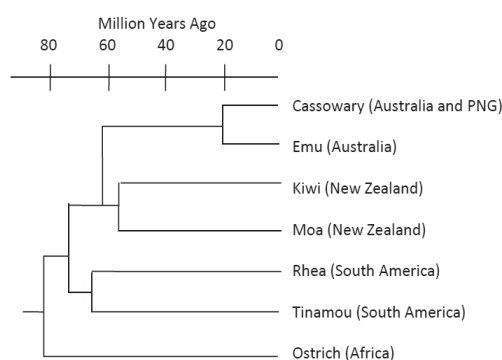 Million Years Ago
80 60 40 20 0
Cassowary (Australia and PNG)
Emu (Australia)
Kiwi (New Zealand)
Moa (New Zealand)
Rhea (South America)
Tinamou (South America)
Ostrich (Africa)